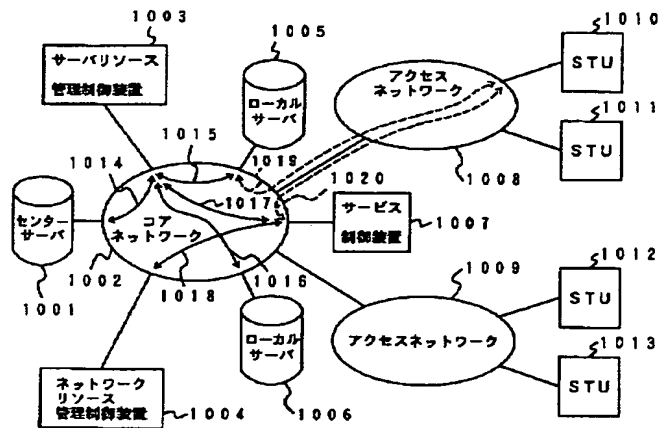 1003
サーバリソース
管理制御装置
1005
ローカル
サーバ
アクセス
ネットワーク
1008
1010
STU
1011
STU
1014
1015
1019
1020
1017
コア
ネットワーク
センター
サーバ
1001
1002
1018
1016
サービス
制御装置
1007
ローカル
サーバ
1006
ネットワーク
リソース
管理制御装置
1004
1009
アクセスネットワーク
1012
STU
1013
STU